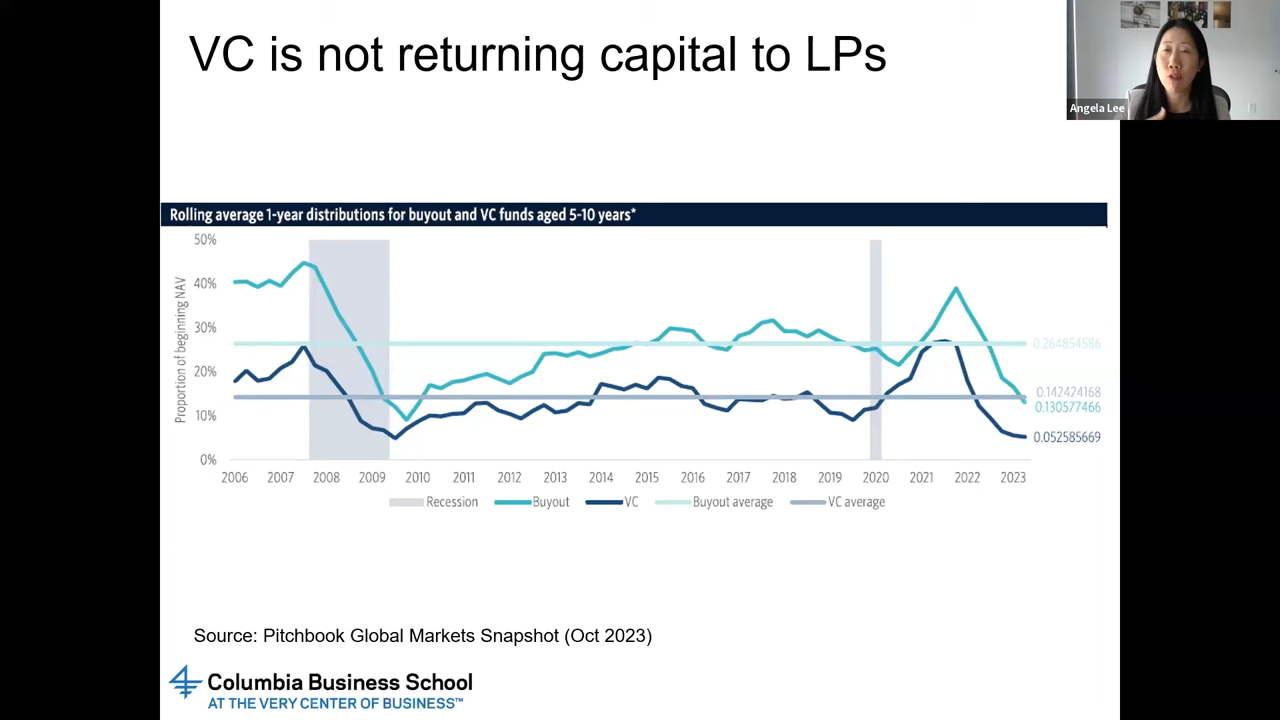 VC is not returning capital to LPs
Angela Lee
Rolling average 1-year distributions for buyout and VC funds aged 5-10 years*
Proportion of beginning NAV
50%
40%
30%
20%
10%
0%
0.264854586
0.142424168
0.130577466
0.052585669
2006 2007 2008 2009 2010 2011 2012 2013 2014 2015 2016 2017 2018 2019 2020 2021 2022 2023
Recession Buyout VC Buyout average VC average
Source: Pitchbook Global Markets Snapshot (Oct 2023)
Columbia Business School
AT THE VERY CENTER OF BUSINESS™